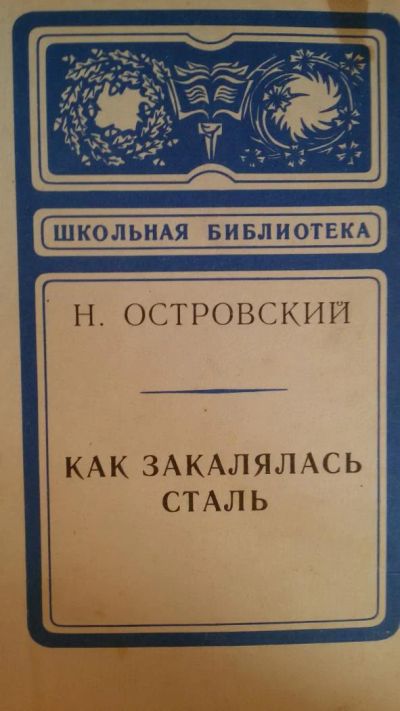 ШКОЛЬНАЯ БИБЛИОТЕКА
Н. ОСТРОВСКИЙ
КАК ЗАКАЛЯЛАСЬ
СТАЛЬ